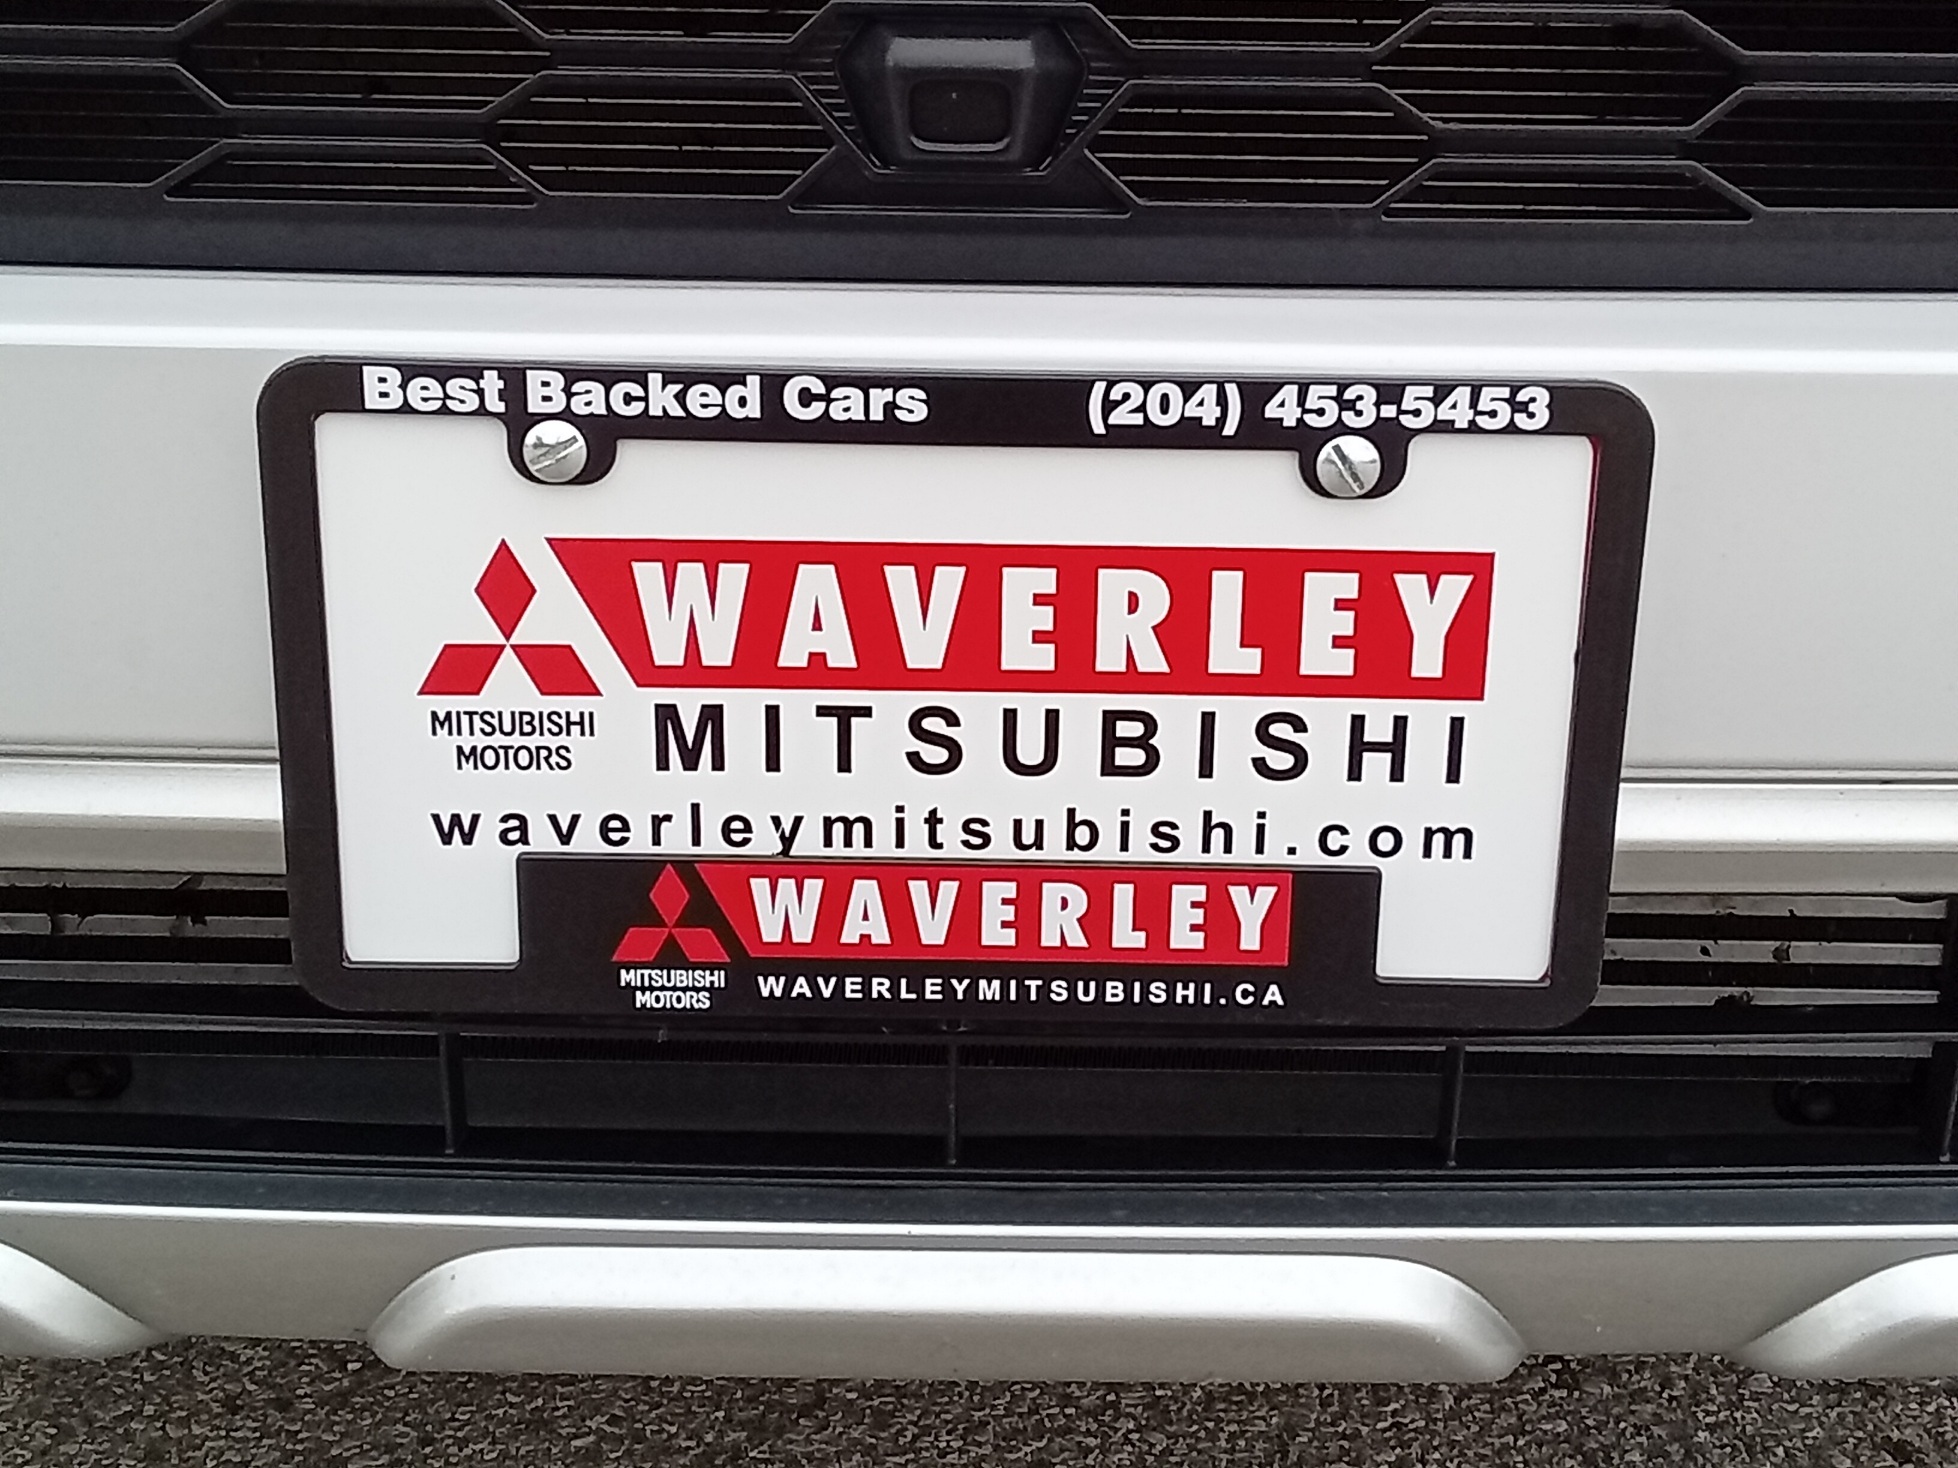 Best Backed Cars (204) 453-5453
WAVERLEY
MITSUBISHI
MITSUBISHI
MOTORS
waverleymitsubishi.com
WAVERLEY
MITSUBISHI
MOTORS
WAVERLEYMITSUBISHI.CA